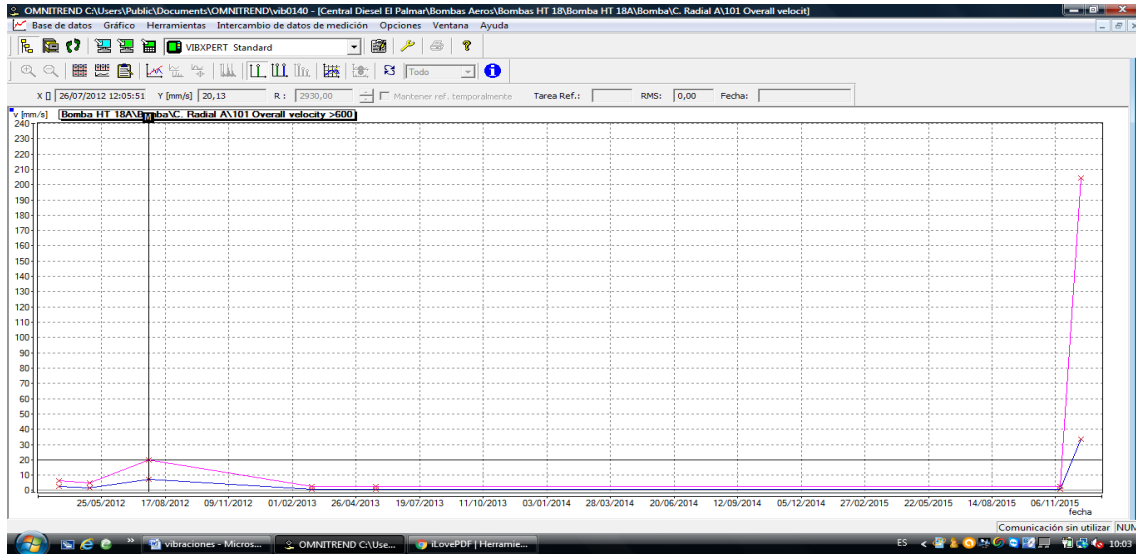 OMNITREND C:\Users\Public\Documents\OMNITREND\vib0140 - [Central Diesel El Palmar\Bombas Aeros\Bombas HT 18\Bomba HT 18A\Bomba\C. Radial A\101 Overall velocit]
Base de datos Gráfico Herramientas Intercambio de datos de medición Opciones Ventana Ayuda
VIBXPERT Standard
Todo
X [] 26/07/2012 12:05:51 Y [mm/s] 20,13 R : 2930,00 Mantener ref. temporalmente Tarea Ref.: RMS: 0,00 Fecha:
v [mm/s] Bomba HT 18A\Bomba\C. Radial A\101 Overall velocity >600
M
240
230
220
210
200
190
180
170
160
150
140
130
120
110
100
90
80
70
60
50
40
30
20
10
0
25/05/2012 17/08/2012 09/11/2012 01/02/2013 26/04/2013 19/07/2013 11/10/2013 03/01/2014 28/03/2014 20/06/2014 12/09/2014 05/12/2014 27/02/2015 22/05/2015 14/08/2015 06/11/2015
fecha
Comunicación sin utilizar NUM
vibraciones - Micros... OMNITREND C:\Use... iLovePDF | Herramie... ES 10:03